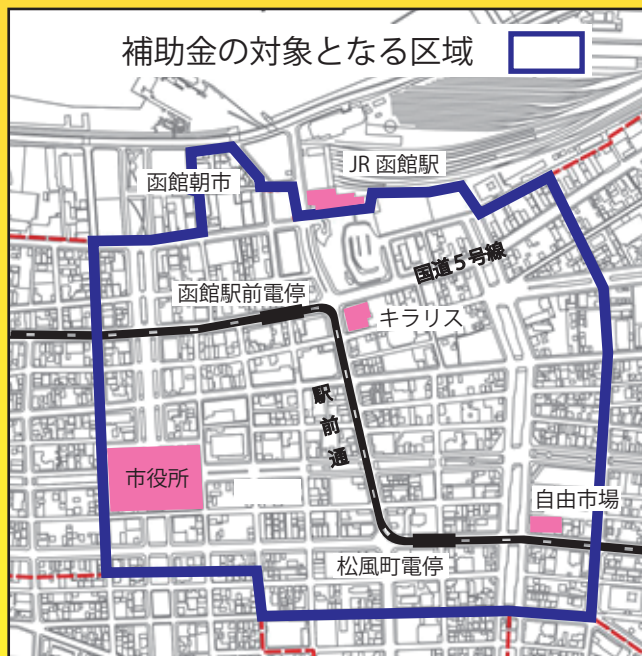 補助金の対象となる区域
JR 函館駅
函館朝市
国道5号線
函館駅前電停
キラリス
駅前通
市役所
自由市場
松風町電停